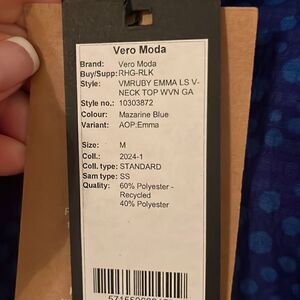 Vero Moda
Brand: Vero Moda
Buy/Supp: RHG-RLK
Style: VMRUBY EMMA LS V-
NECK TOP WVN GA
Style no.: 10303872
Colour: Mazarine Blue
Variant: AOP:Emma
Size: M
Coll.: 2024-1
Coll. type: STANDARD
Sam type: SS
Quality: 60% Polyester -
Recycled
40% Polyester